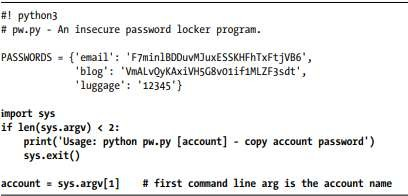 #! python3
# pw.py - An insecure password locker program.
PASSWORDS = {'email': 'F7minlBDDuvMJuxESSKHFhTxFtjVB6',
'blog': 'VmALvQyKAxiVH5G8v01if1MLZF3sdt',
'luggage': '12345'}
import sys
if len(sys.argv) < 2:
print('Usage: python pw.py [account] - copy account password')
sys.exit()
account = sys.argv[1] # first command line arg is the account name